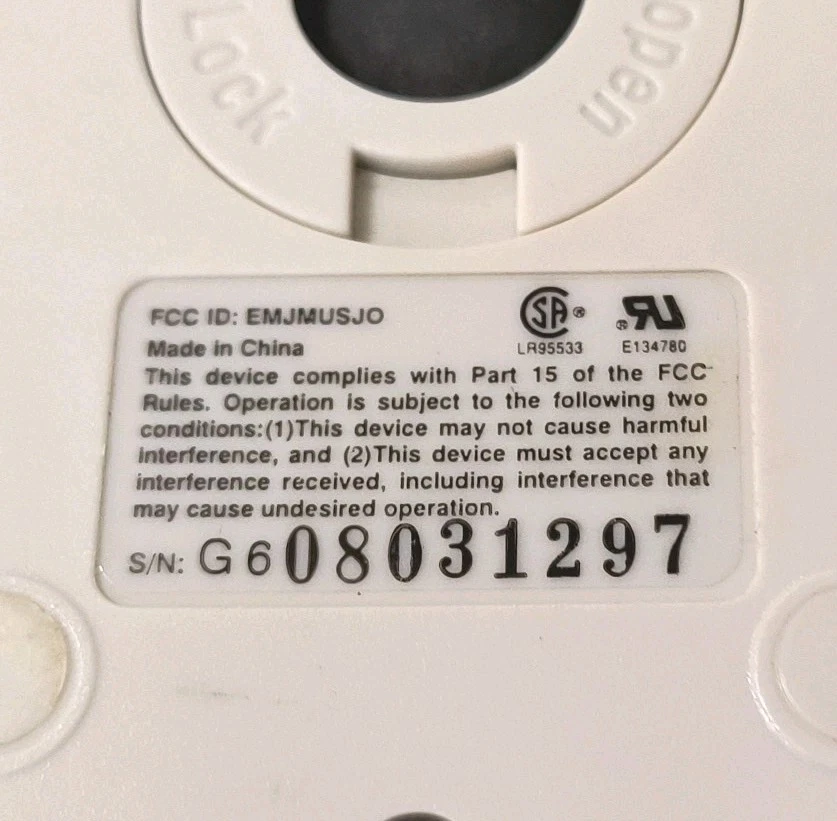 Lock open
FCC ID: EMJMUSJO
Made in China
SA ® ® RU
LR95533 E134780
This device complies with Part 15 of the FCC
Rules. Operation is subject to the following two
conditions:(1)This device may not cause harmful
interference, and (2)This device must accept any
interference received, including interference that
may cause undesired operation.
S/N: G608031297